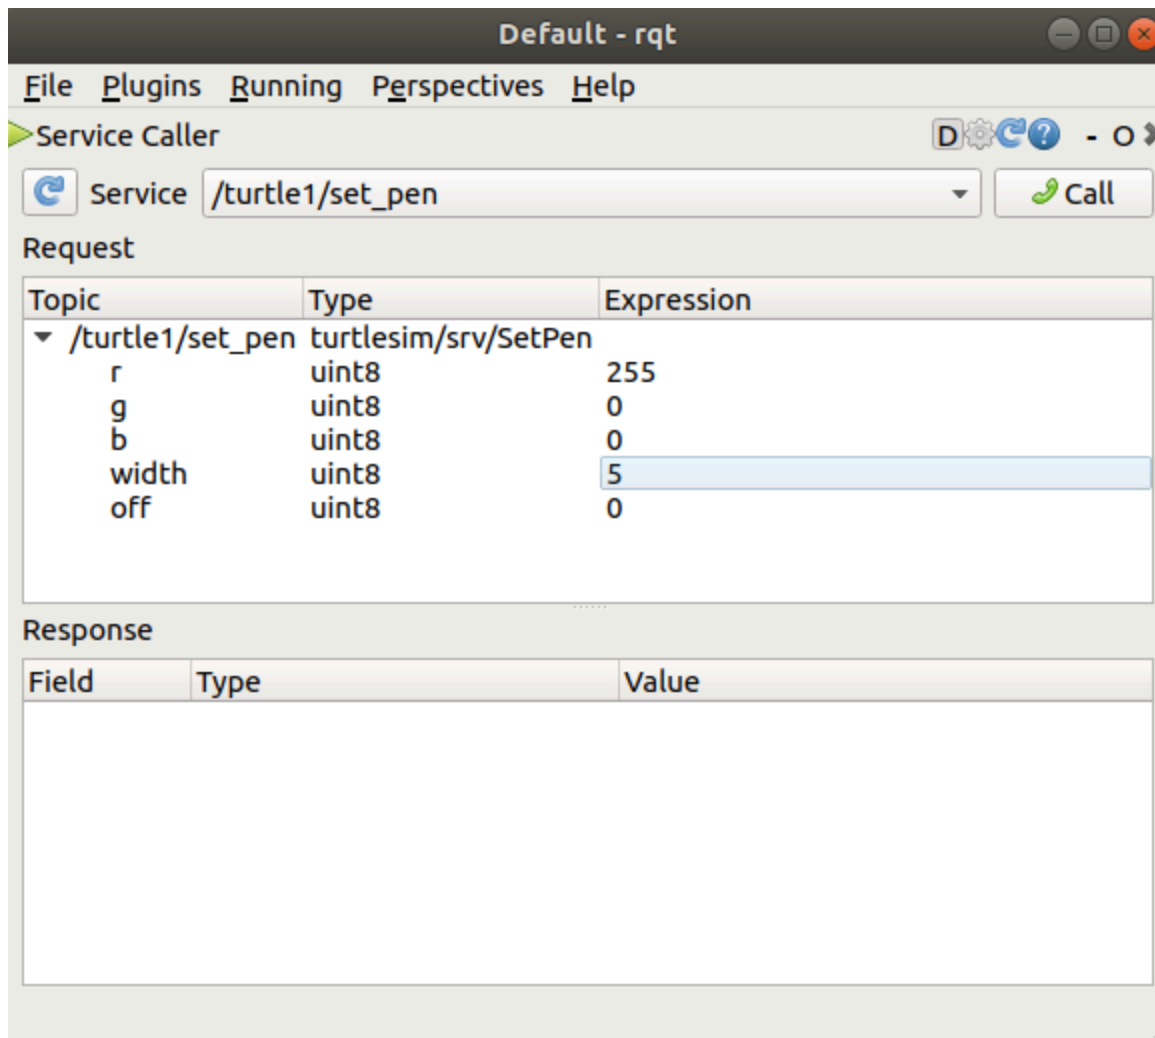 Default - rqt
File Plugins Running Perspectives Help
Service Caller D ? - O
Service /turtle1/set_pen Call
Request
Topic Type Expression
/turtle1/set_pen turtlesim/srv/SetPen
r uint8 255
g uint8 0
b uint8 0
width uint8 5
off uint8 0
Response
Field Type Value